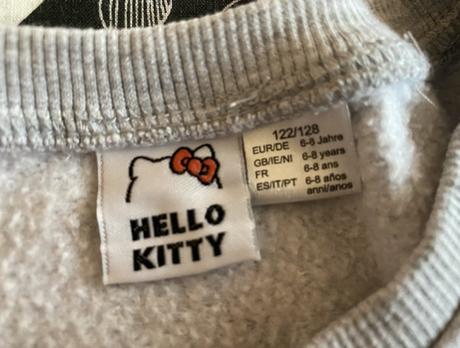 HELLO
KITTY
122/128
EUR/DE 6-8 Jahre
GB/IE/NI 6-8 years
FR 6-8 ans
ES/IT/PT 6-8 años
anni/anos